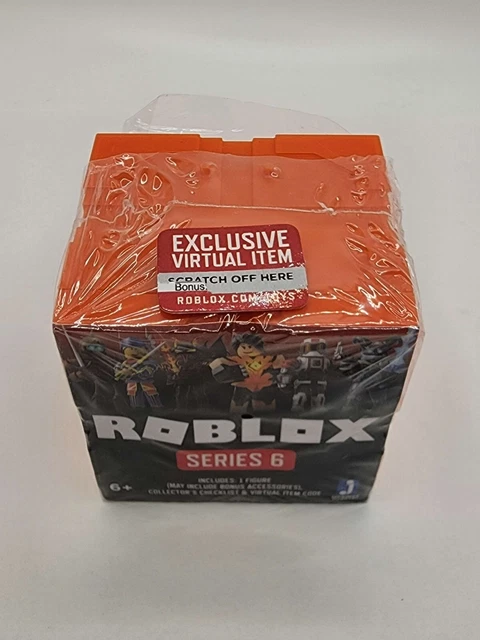 EXCLUSIVE
VIRTUAL ITEM
SCRATCH OFF HERE
Bonus:
ROBLOX.COM/TOYS
ROBLOX
SERIES 6
6+
INCLUDES: 1 FIGURE
(MAY INCLUDE BONUS ACCESSORIES),
COLLECTOR'S CHECKLIST & VIRTUAL ITEM CODE